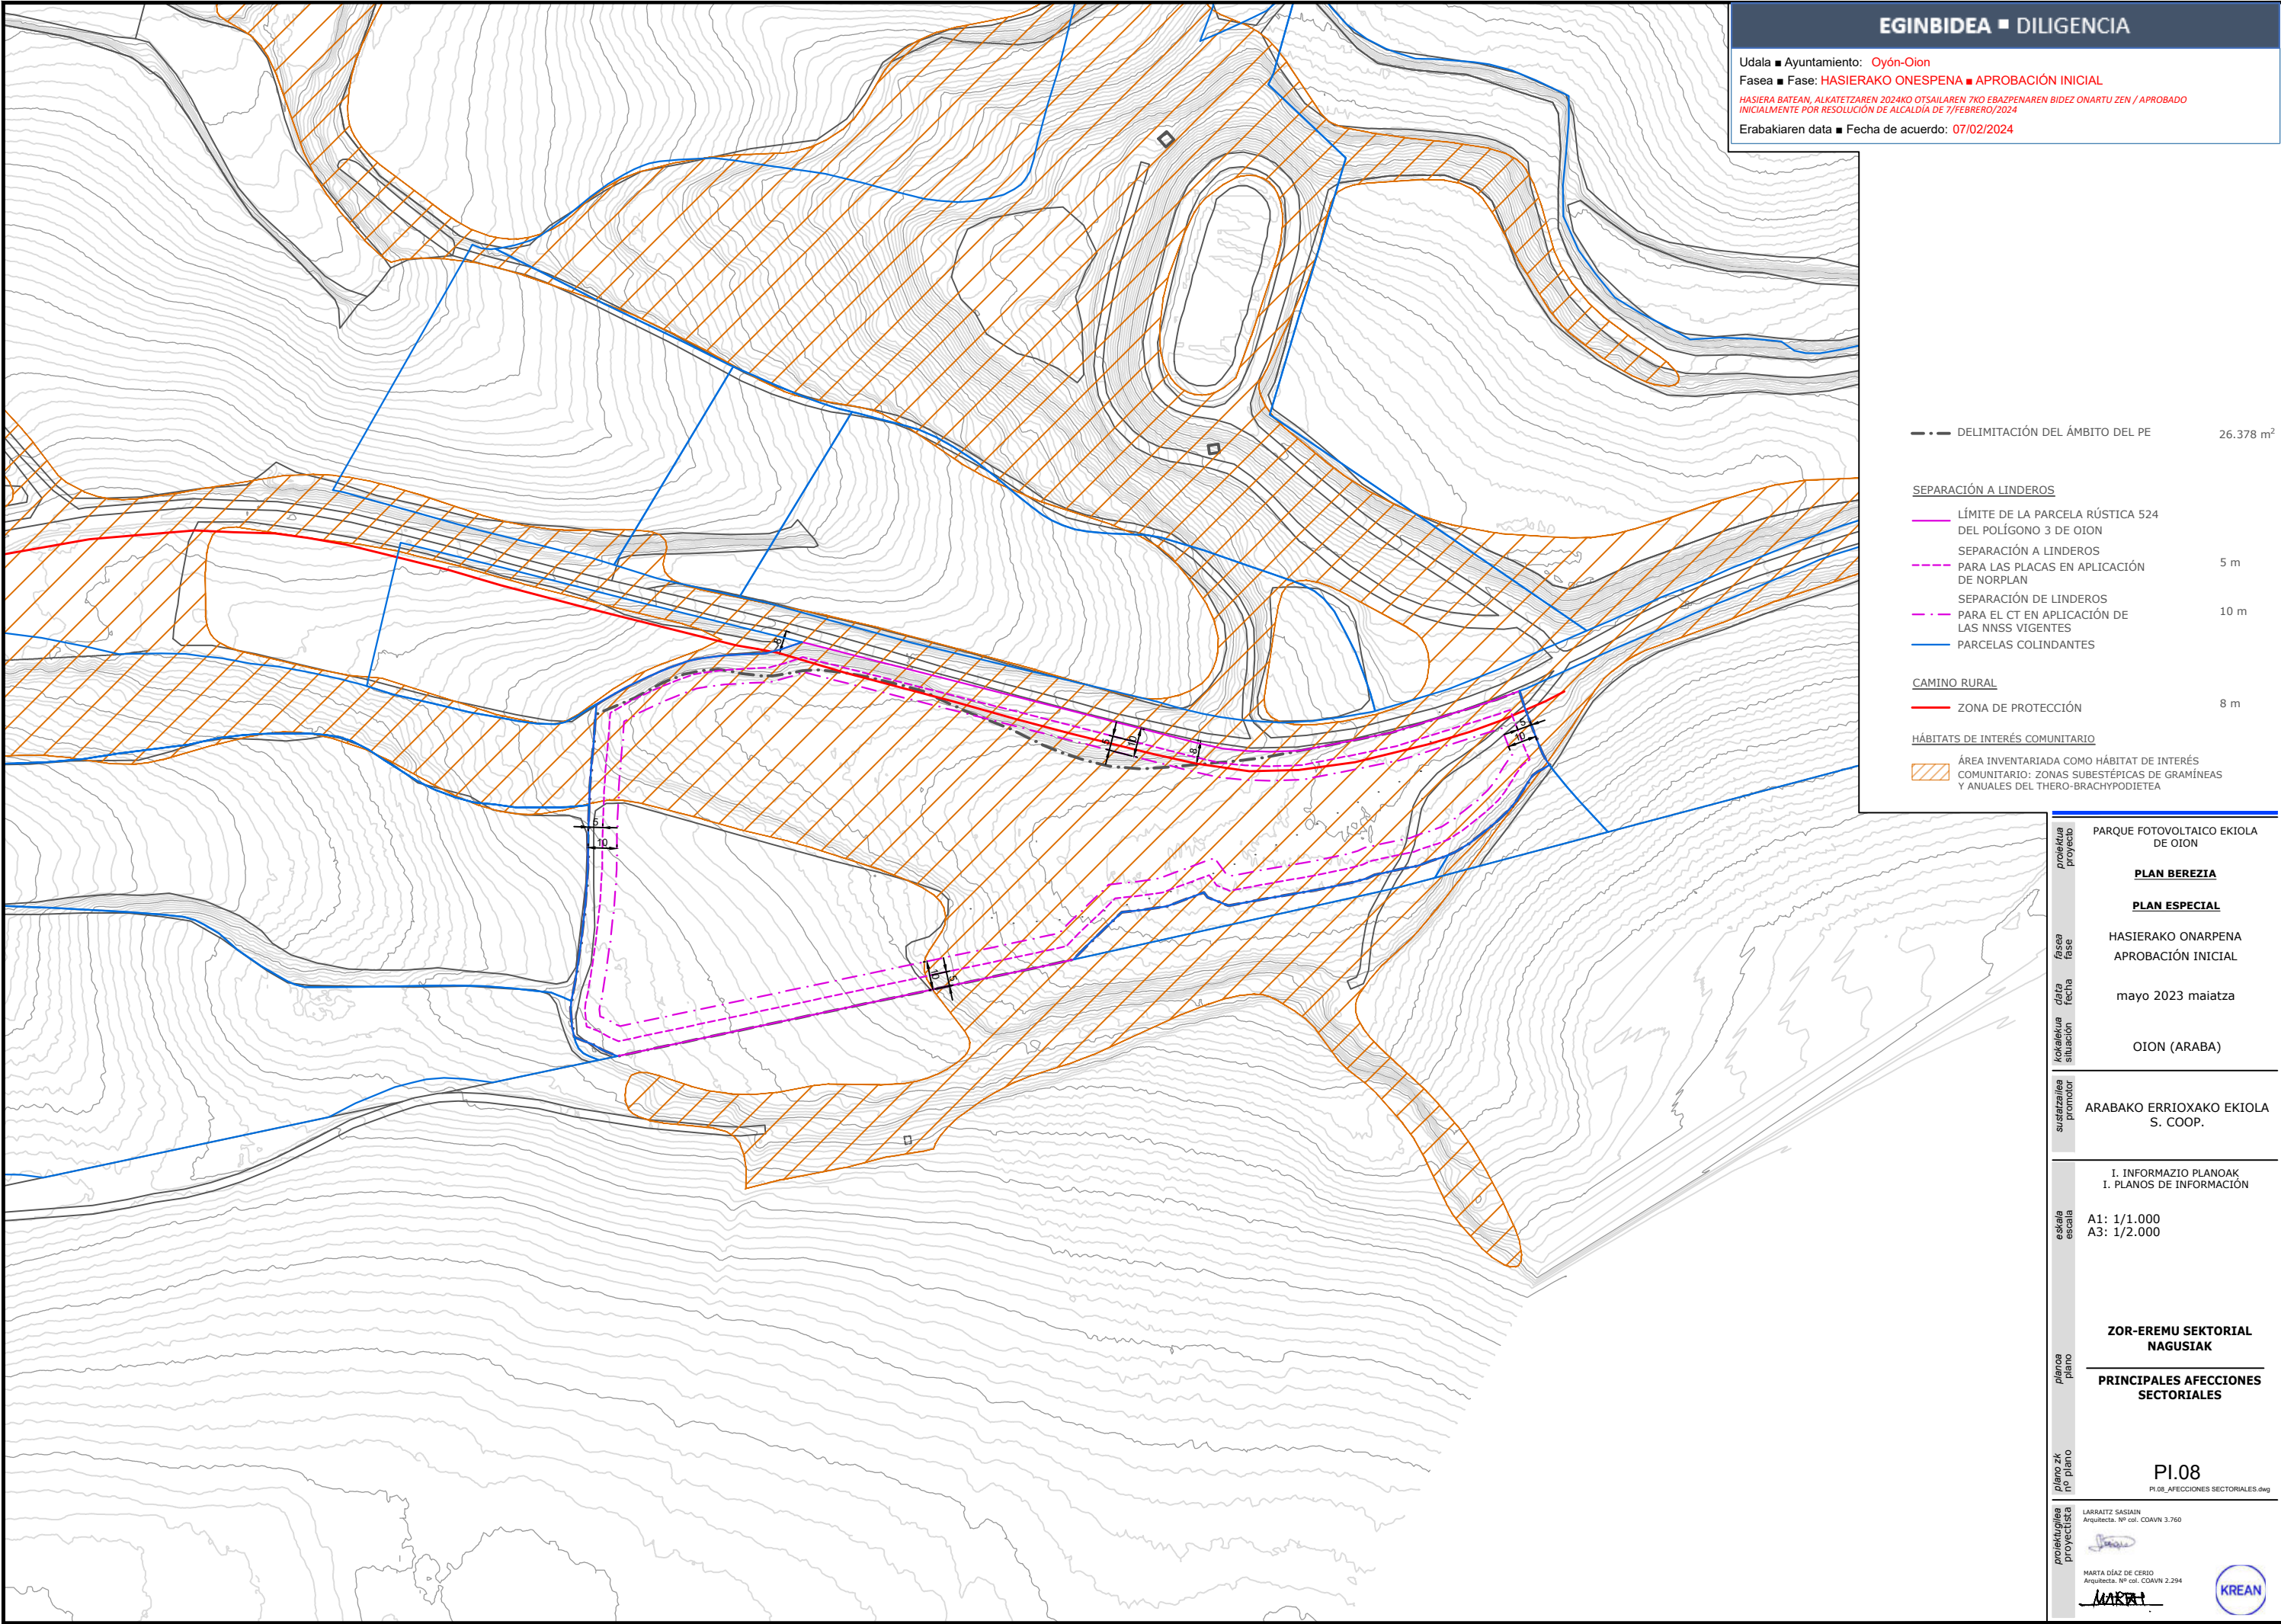 EGINBIDEA ■ DILIGENCIA
Udala ■ Ayuntamiento: Oyón-Oion
Fasea ■ Fase: HASIERAKO ONESPENA ■ APROBACIÓN INICIAL
HASIERA BATEAN, ALKATETZAREN 2024KO OTSAILAREN 7KO EBAZPENAREN BIDEZ ONARTU ZEN / APROBADO
INICIALMENTE POR RESOLUCIÓN DE ALCALDÍA DE 7/FEBRERO/2024
Erabakiaren data ■ Fecha de acuerdo: 07/02/2024
DELIMITACIÓN DEL ÁMBITO DEL PE 26.378 m²
SEPARACIÓN A LINDEROS
LÍMITE DE LA PARCELA RÚSTICA 524
DEL POLÍGONO 3 DE OION
SEPARACIÓN A LINDEROS
PARA LAS PLACAS EN APLICACIÓN 5 m
DE NORPLAN
SEPARACIÓN DE LINDEROS
PARA EL CT EN APLICACIÓN DE 10 m
LAS NNSS VIGENTES
PARCELAS COLINDANTES
CAMINO RURAL
ZONA DE PROTECCIÓN 8 m
HÁBITATS DE INTERÉS COMUNITARIO
ÁREA INVENTARIADA COMO HÁBITAT DE INTERÉS
COMUNITARIO: ZONAS SUBESTÉPICAS DE GRAMÍNEAS
Y ANUALES DEL THERO-BRACHYPODIETEA
8
5
10
8
5
10
5
10
10
5
proiektua
proyecto
PARQUE FOTOVOLTAICO EKIOLA
DE OION
PLAN BEREZIA
PLAN ESPECIAL
fasea
fase
HASIERAKO ONARPENA
APROBACIÓN INICIAL
data
fecha
mayo 2023 maiatza
kokalekua
situación
OION (ARABA)
sustatzailea
promotor
ARABAKO ERRIOXAKO EKIOLA
S. COOP.
I. INFORMAZIO PLANOAK
I. PLANOS DE INFORMACIÓN
eskala
escala
A1: 1/1.000
A3: 1/2.000
planoa
plano
ZOR-EREMU SEKTORIAL
NAGUSIAK
PRINCIPALES AFECCIONES
SECTORIALES
plano zk
nº plano
PI.08
PI.08_AFECCIONES SECTORIALES.dwg
proiektugilea
proyectista
LARRAITZ SASIAIN
Arquitecta. Nº col. COAVN 3.760
MARTA DÍAZ DE CERIO
Arquitecta. Nº col. COAVN 2.294
KREAN